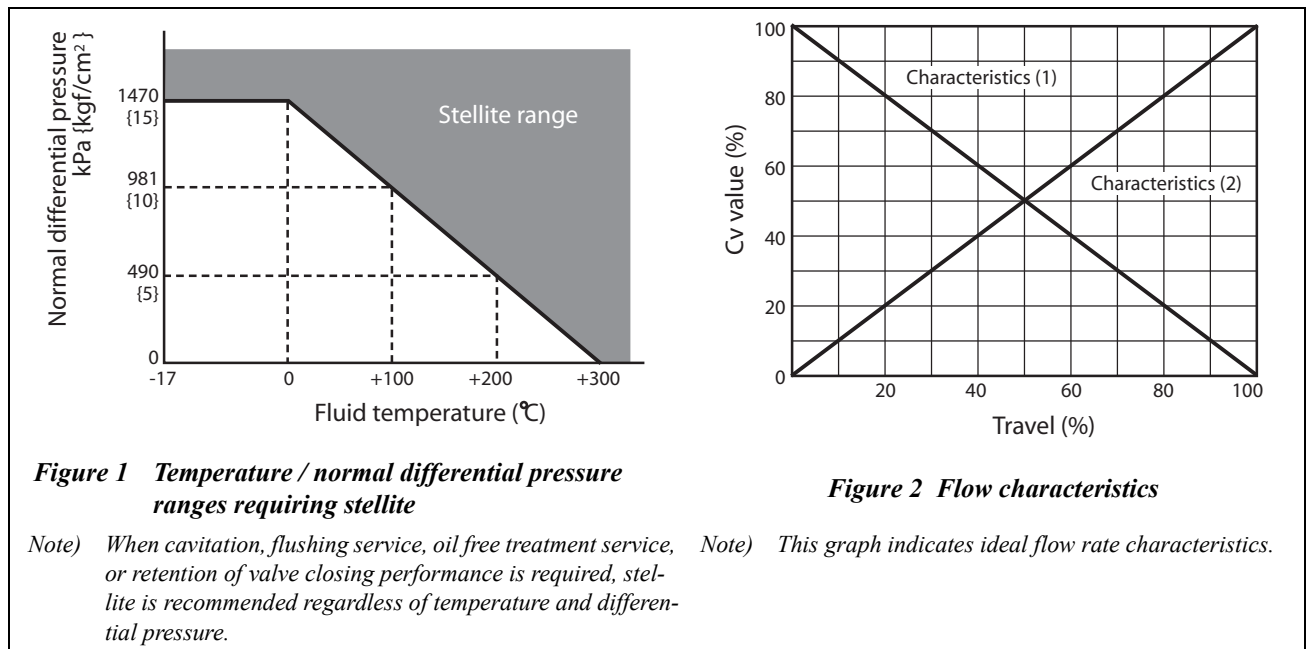 Normal differential pressure
kPa {kgf/cm² }
1470
{15}
981
{10}
490
{5}
0
Stellite range
-17 0 +100 +200 +300
Fluid temperature (℃)
Figure 1 Temperature / normal differential pressure
ranges requiring stellite
Note) When cavitation, flushing service, oil free treatment service,
or retention of valve closing performance is required, stel-
lite is recommended regardless of temperature and differen-
tial pressure.
Cv value (%)
100
80
60
40
20
0
Characteristics (1)
Characteristics (2)
20 40 60 80 100
Travel (%)
Figure 2 Flow characteristics
Note) This graph indicates ideal flow rate characteristics.